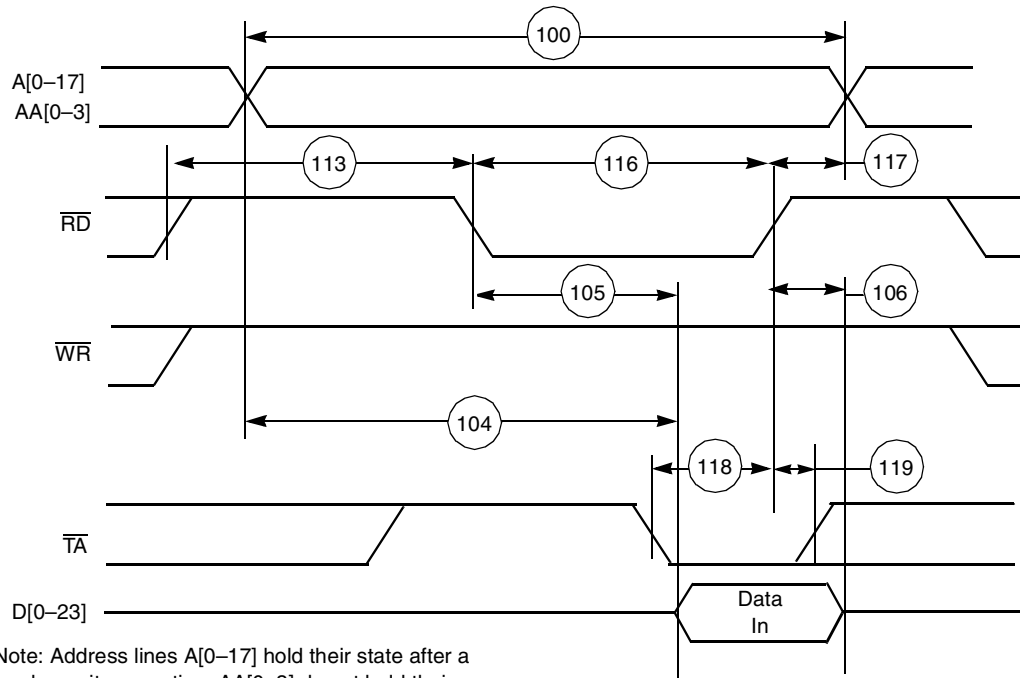 100
A[0–17]
AA[0–3]
113
116
117
RD
105
106
WR
104
118
119
TA
Data
In
D[0–23]
Note: Address lines A[0–17] hold their state after a